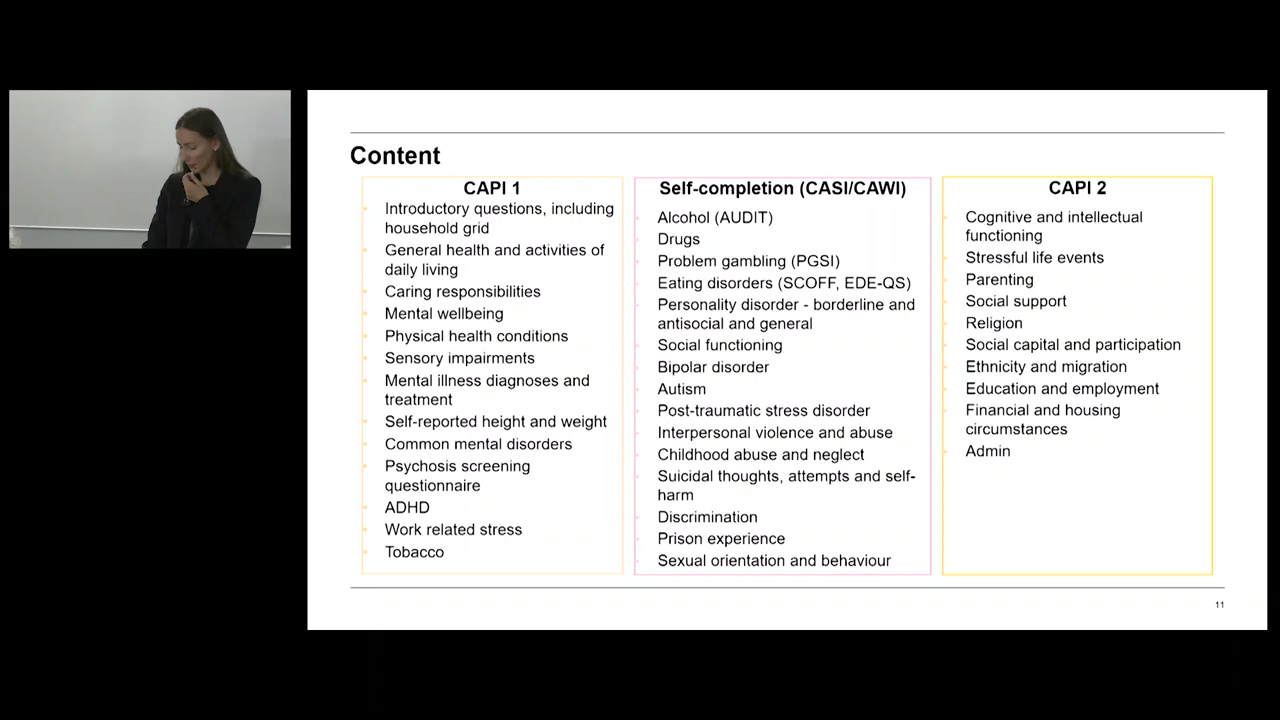 Content
CAPI 1
Introductory questions, including
household grid
General health and activities of
daily living
Caring responsibilities
Mental wellbeing
Physical health conditions
Sensory impairments
Mental illness diagnoses and
treatment
Self-reported height and weight
Common mental disorders
Psychosis screening
questionnaire
ADHD
Work related stress
Tobacco
Self-completion (CASI/CAWI)
Alcohol (AUDIT)
Drugs
Problem gambling (PGSI)
Eating disorders (SCOFF, EDE-QS)
Personality disorder - borderline and
antisocial and general
Social functioning
Bipolar disorder
Autism
Post-traumatic stress disorder
Interpersonal violence and abuse
Childhood abuse and neglect
Suicidal thoughts, attempts and self-
harm
Discrimination
Prison experience
Sexual orientation and behaviour
CAPI 2
Cognitive and intellectual
functioning
Stressful life events
Parenting
Social support
Religion
Social capital and participation
Ethnicity and migration
Education and employment
Financial and housing
circumstances
Admin
11